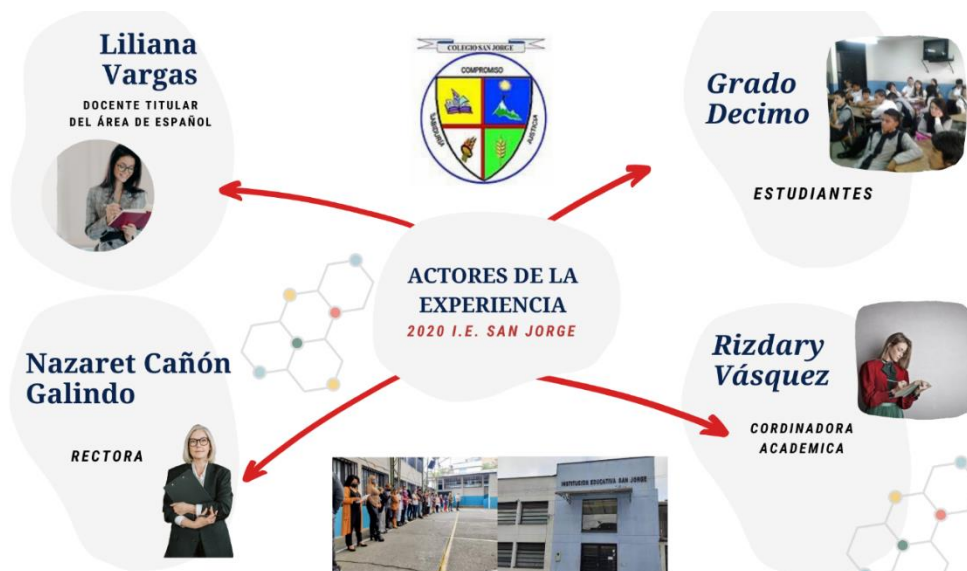 Liliana
Vargas
DOCENTE TITULAR
DEL ÁREA DE ESPAÑOL
COLEGIO SAN JORGE
COMPROMISO
SABIDURÍA
JUSTICIA
Grado
Decimo
ESTUDIANTES
ACTORES DE LA
EXPERIENCIA
2020 I.E. SAN JORGE
Nazaret Cañón
Galindo
RECTORA
Rizdary
Vásquez
CORDINADORA
ACADEMICA
INSTITUCION EDUCATIVA SAN JORGE